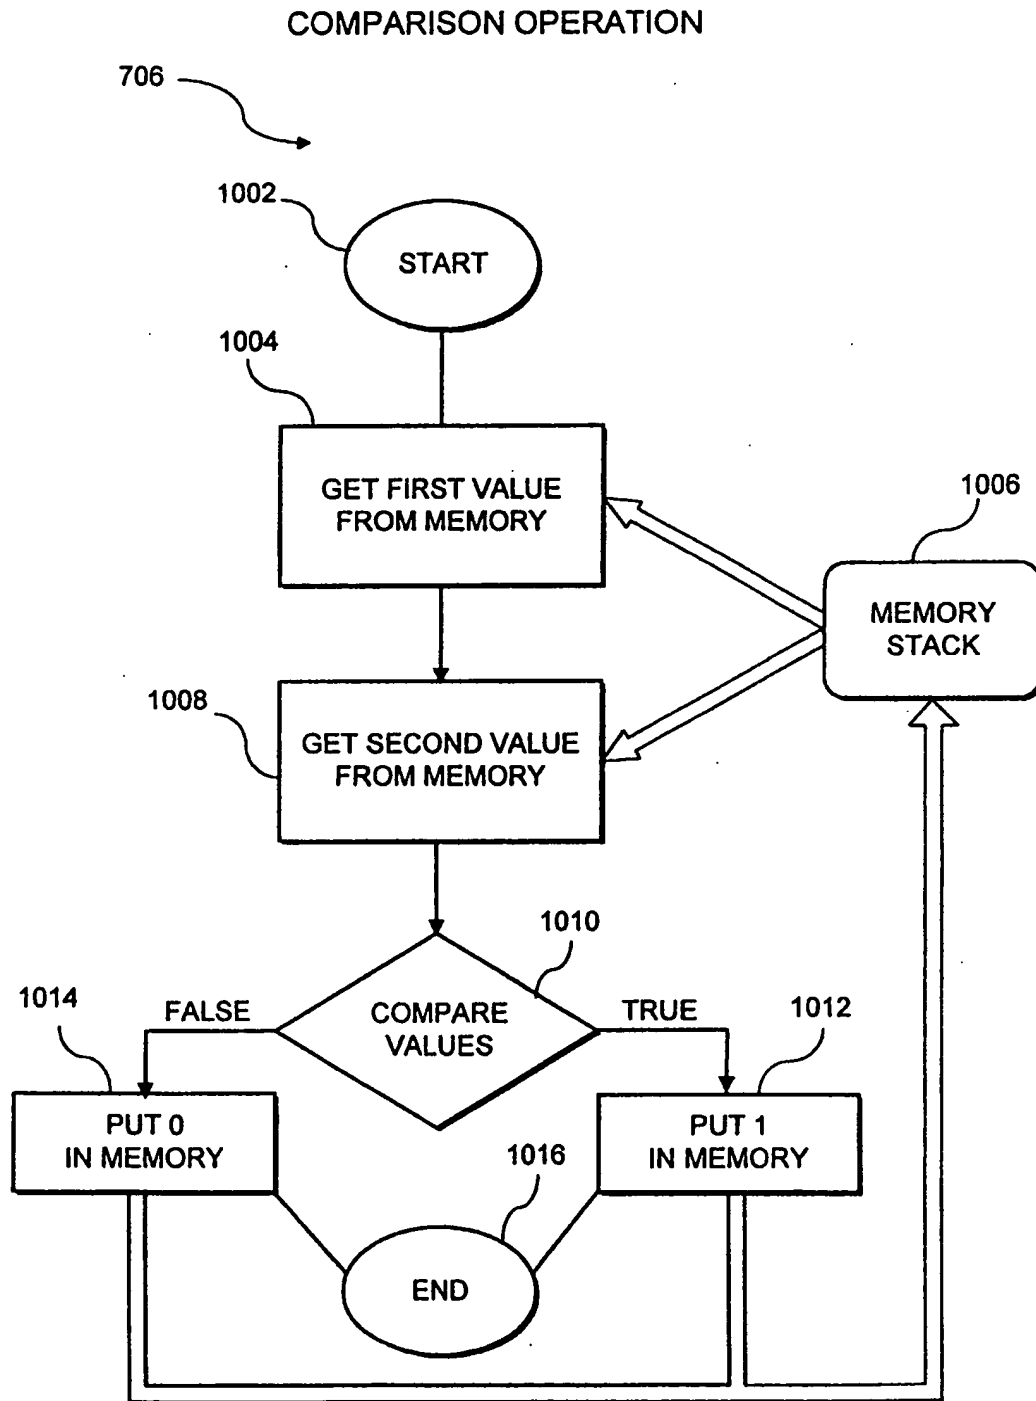 COMPARISON OPERATION
706
1002
START
1004
GET FIRST VALUE
FROM MEMORY
1006
MEMORY
STACK
1008
GET SECOND VALUE
FROM MEMORY
1010
COMPARE
VALUES
FALSE
TRUE
1014
PUT 0
IN MEMORY
1012
PUT 1
IN MEMORY
1016
END